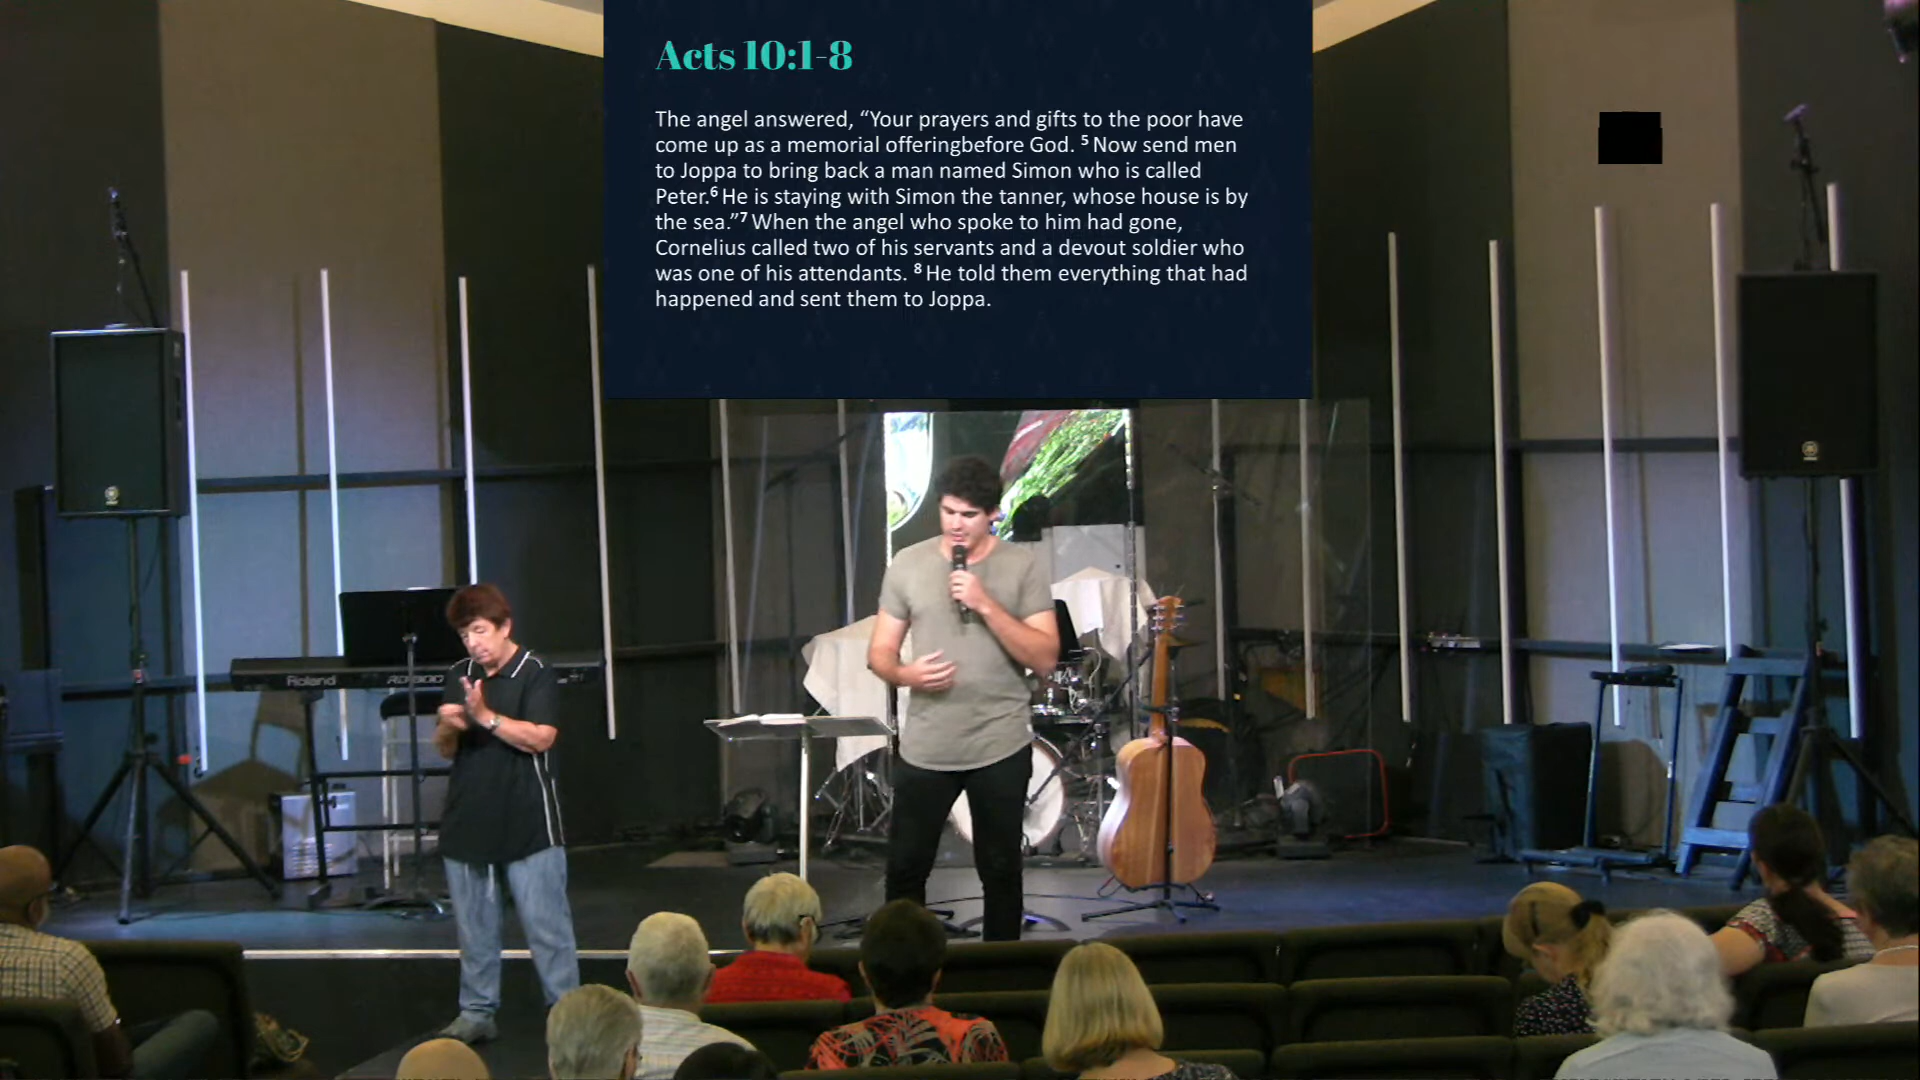 Acts 10:1-8
The angel answered, “Your prayers and gifts to the poor have
come up as a memorial offeringbefore God. ⁵ Now send men
to Joppa to bring back a man named Simon who is called
Peter.⁶ He is staying with Simon the tanner, whose house is by
the sea.”⁷ When the angel who spoke to him had gone,
Cornelius called two of his servants and a devout soldier who
was one of his attendants. ⁸ He told them everything that had
happened and sent them to Joppa.
Roland